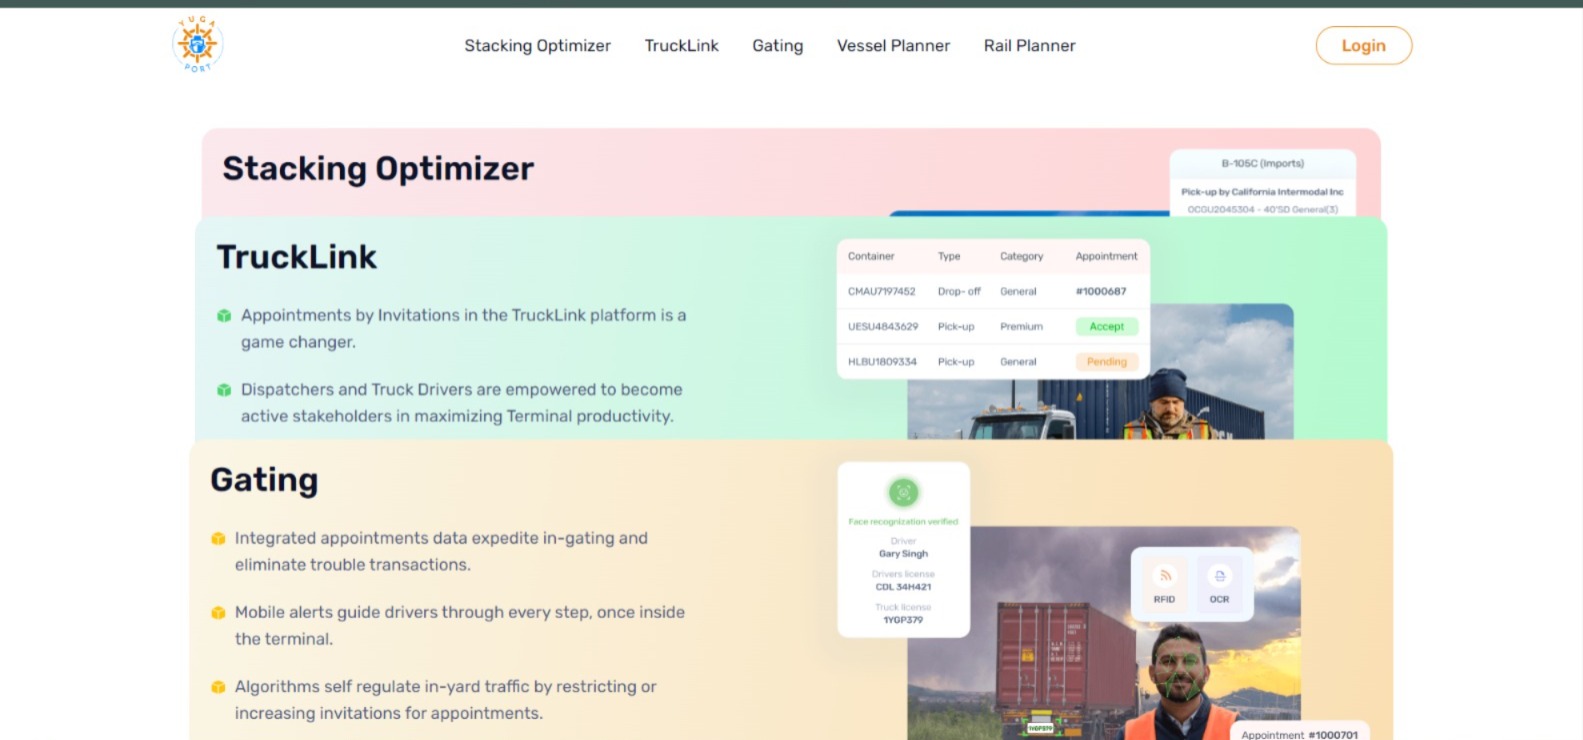 YUGA
PORT
Stacking Optimizer
TruckLink
Gating
Vessel Planner
Rail Planner
Login
Stacking Optimizer
B-105C (Imports)
Pick-up by California Intermodal Inc
OCGU2045304 - 40'SD General(3)
TruckLink
Appointments by Invitations in the TruckLink platform is a
game changer.
Dispatchers and Truck Drivers are empowered to become
active stakeholders in maximizing Terminal productivity.
Container Type Category Appointment
CMAU7197452 Drop- off General #1000687
UESU4843629 Pick-up Premium Accept
HLBU1809334 Pick-up General Pending
Gating
Integrated appointments data expedite in-gating and
eliminate trouble transactions.
Mobile alerts guide drivers through every step, once inside
the terminal.
Algorithms self regulate in-yard traffic by restricting or
increasing invitations for appointments.
Face recognization verified
Driver
Gary Singh
Drivers license
CDL 34H421
Truck license
1YGP379
RFID
OCR
1YGP379
Appointment #1000701